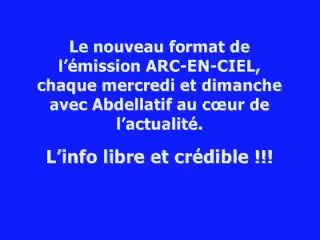 Le nouveau format de
l’émission ARC-EN-CIEL,
chaque mercredi et dimanche
avec Abdellatif au cœur de
l’actualité.
L’info libre et crédible !!!